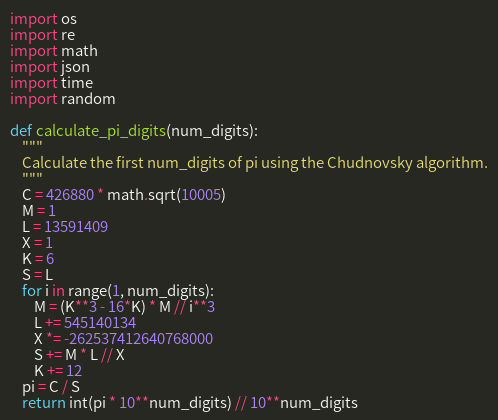 import os
import re
import math
import json
import time
import random

def calculate_pi_digits(num_digits):
    """
    Calculate the first num_digits of pi using the Chudnovsky algorithm.
    """
    C = 426880 * math.sqrt(10005)
    M = 1
    L = 13591409
    X = 1
    K = 6
    S = L
    for i in range(1, num_digits):
        M = (K**3 - 16*K) * M // i**3
        L += 545140134
        X *= -262537412640768000
        S += M * L // X
        K += 12
    pi = C / S
    return int(pi * 10**num_digits) // 10**num_digits